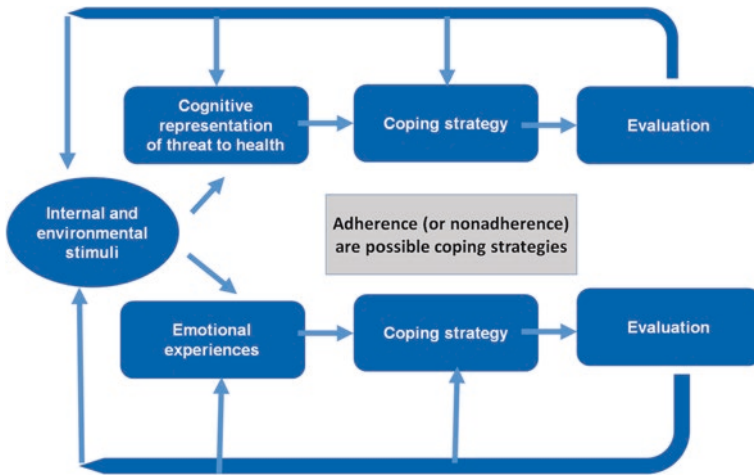 Cognitive
representation
of threat to health
Coping strategy
Evaluation
Internal and
environmental
stimuli
Adherence (or nonadherence)
are possible coping strategies
Emotional
experiences
Coping strategy
Evaluation